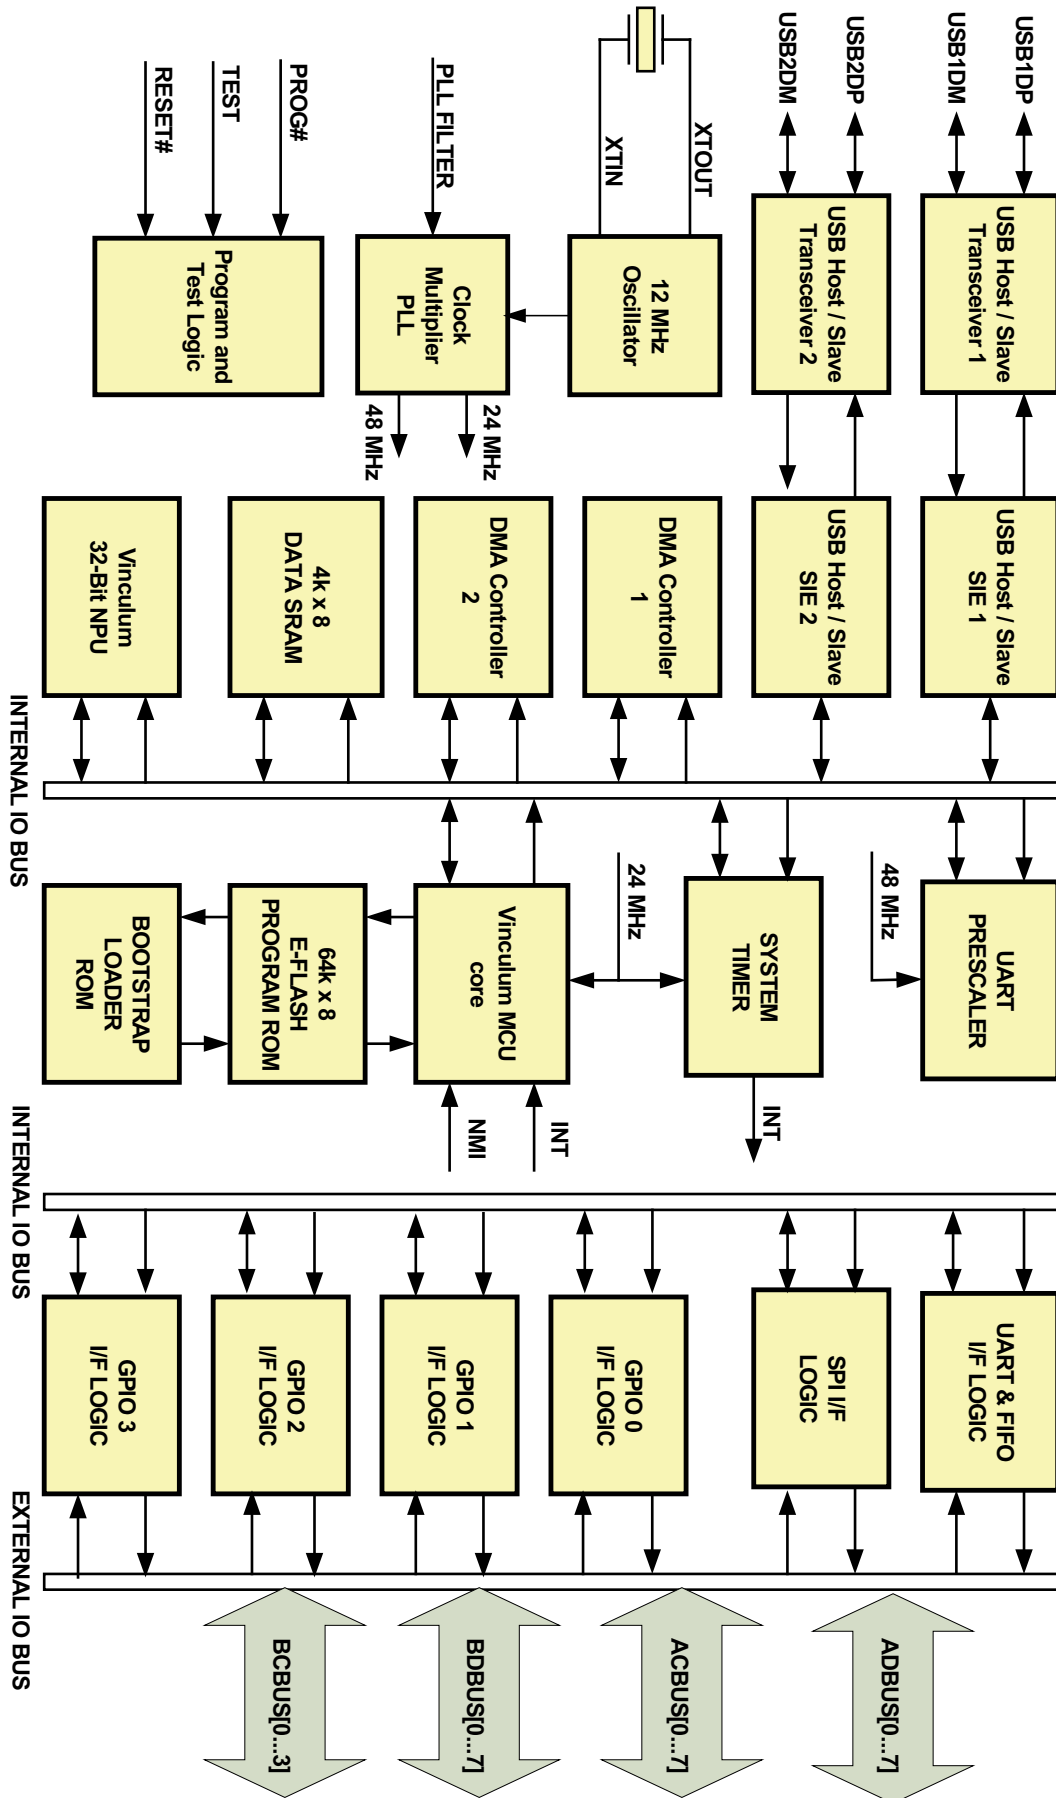 USB1DP
USB1DM
USB2DP
USB2DM
XTOUT
XTIN
PLL FILTER
PROG#
TEST
RESET#
USB Host / Slave
Transceiver 1
USB Host / Slave
Transceiver 2
12 MHz
Oscillator
Clock
Multiplier
PLL
24 MHz
48 MHz
Program and
Test Logic
USB Host / Slave
SIE 1
USB Host / Slave
SIE 2
DMA Controller
1
DMA Controller
2
4k x 8
DATA SRAM
Vinculum
32-Bit NPU
INTERNAL IO BUS
UART
PRESCALER
48 MHz
SYSTEM
TIMER
24 MHz
INT
Vinculum MCU
core
INT
NMI
64k x 8
E-FLASH
PROGRAM ROM
BOOTSTRAP
LOADER
ROM
INTERNAL IO BUS
UART & FIFO
I/F LOGIC
SPI I/F
LOGIC
GPIO 0
I/F LOGIC
GPIO 1
I/F LOGIC
GPIO 2
I/F LOGIC
GPIO 3
I/F LOGIC
EXTERNAL IO BUS
ADBUS[0...7]
ACBUS[0...7]
BDBUS[0...7]
BCBUS[0...3]